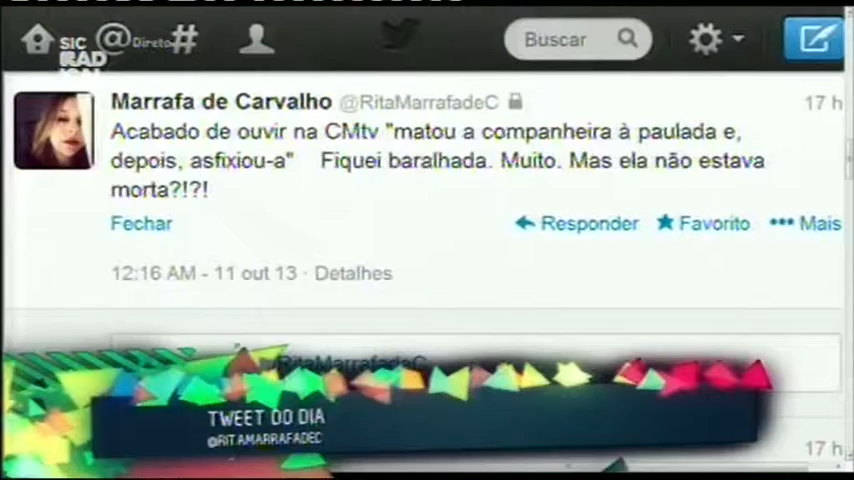 SIC
RADICAL
@Direto#
Buscar
Marrafa de Carvalho @RitaMarrafadeC
17 h
Acabado de ouvir na CMtv "matou a companheira à paulada e,
depois, asfixiou-a" Fiquei baralhada. Muito. Mas ela não estava
morta?!?!
Fechar
Responder
Favorito
Mais
12:16 AM - 11 out 13 · Detalhes
@RitaMarrafadeC
TWEET DO DIA
@RITAMARRAFADEC
17 h